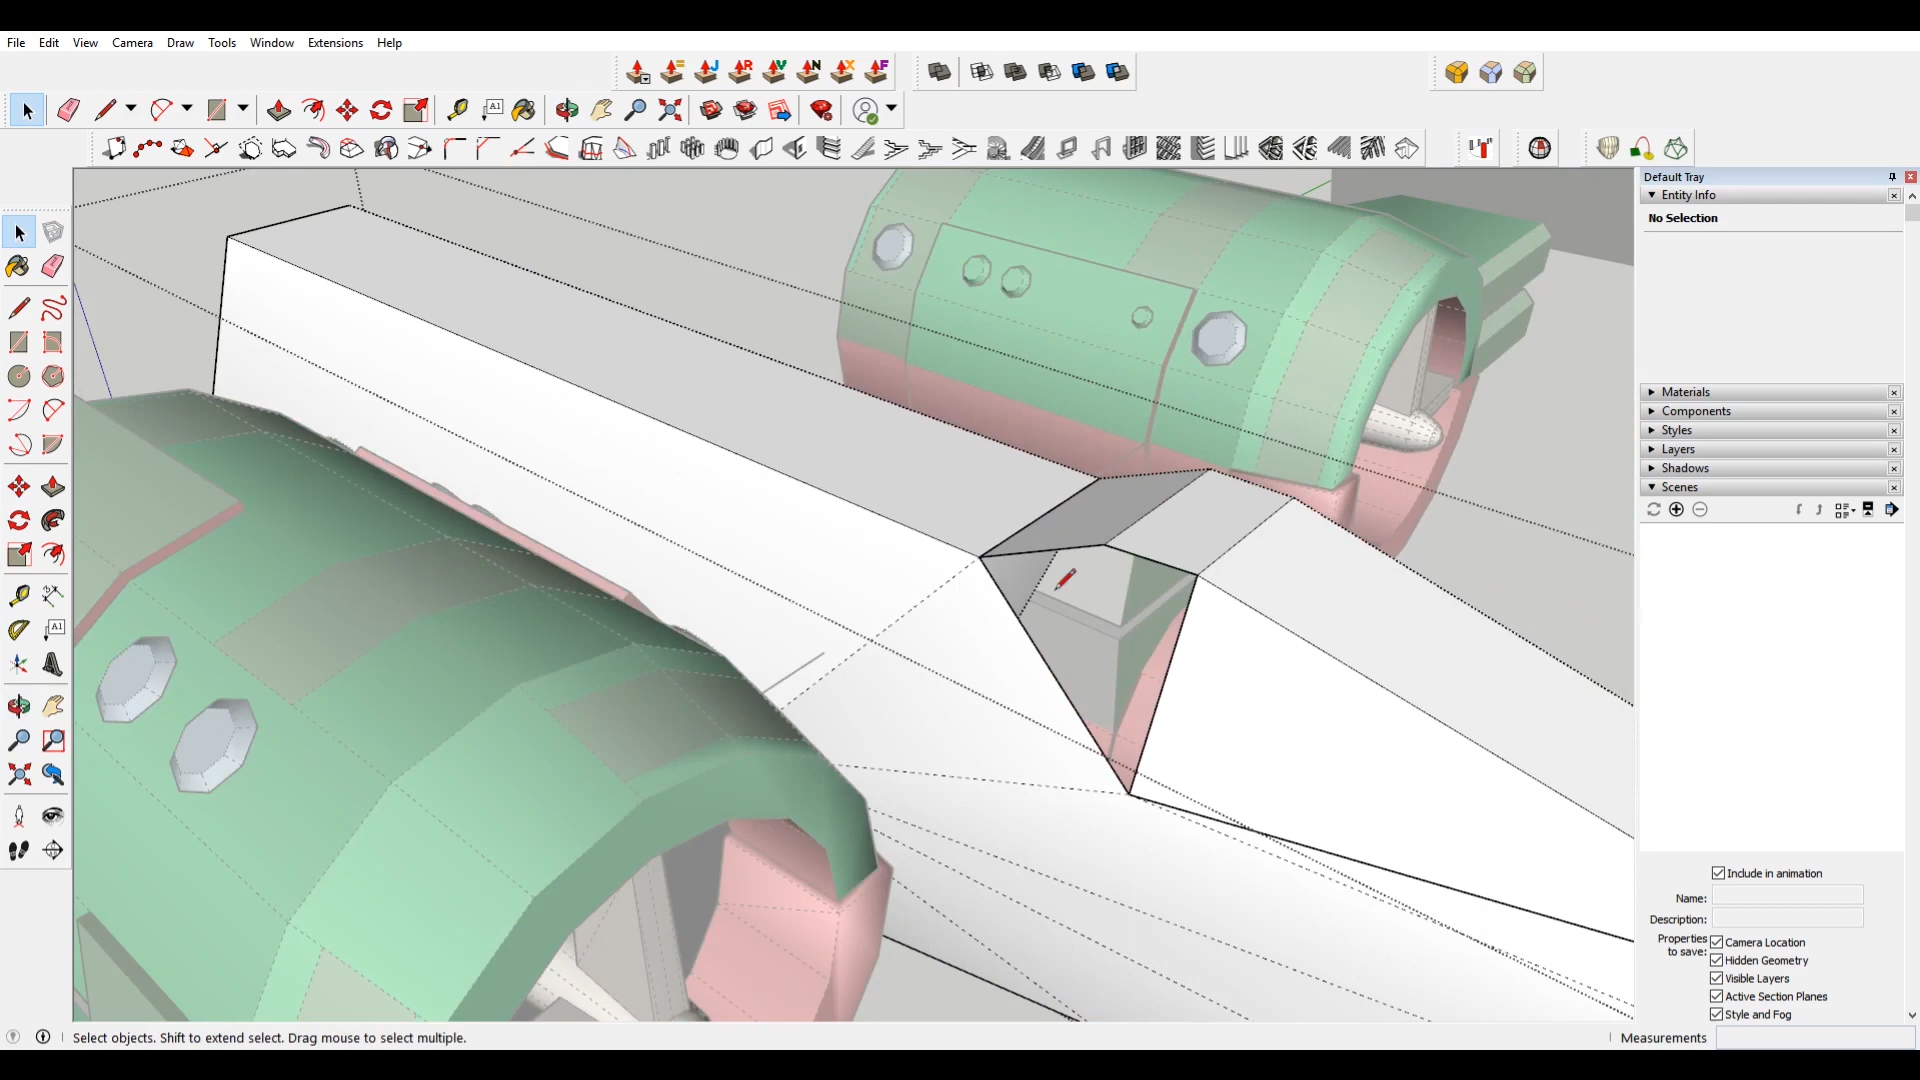 File Edit View Camera Draw Tools Window Extensions Help
J R V N X F
A1
Default Tray
Entity Info
No Selection
A1
Materials
Components
Styles
Layers
Shadows
Scenes
Include in animation
Name:
Description:
Properties to save:
Camera Location
Hidden Geometry
Visible Layers
Active Section Planes
Style and Fog
Select objects. Shift to extend select. Drag mouse to select multiple.
Measurements